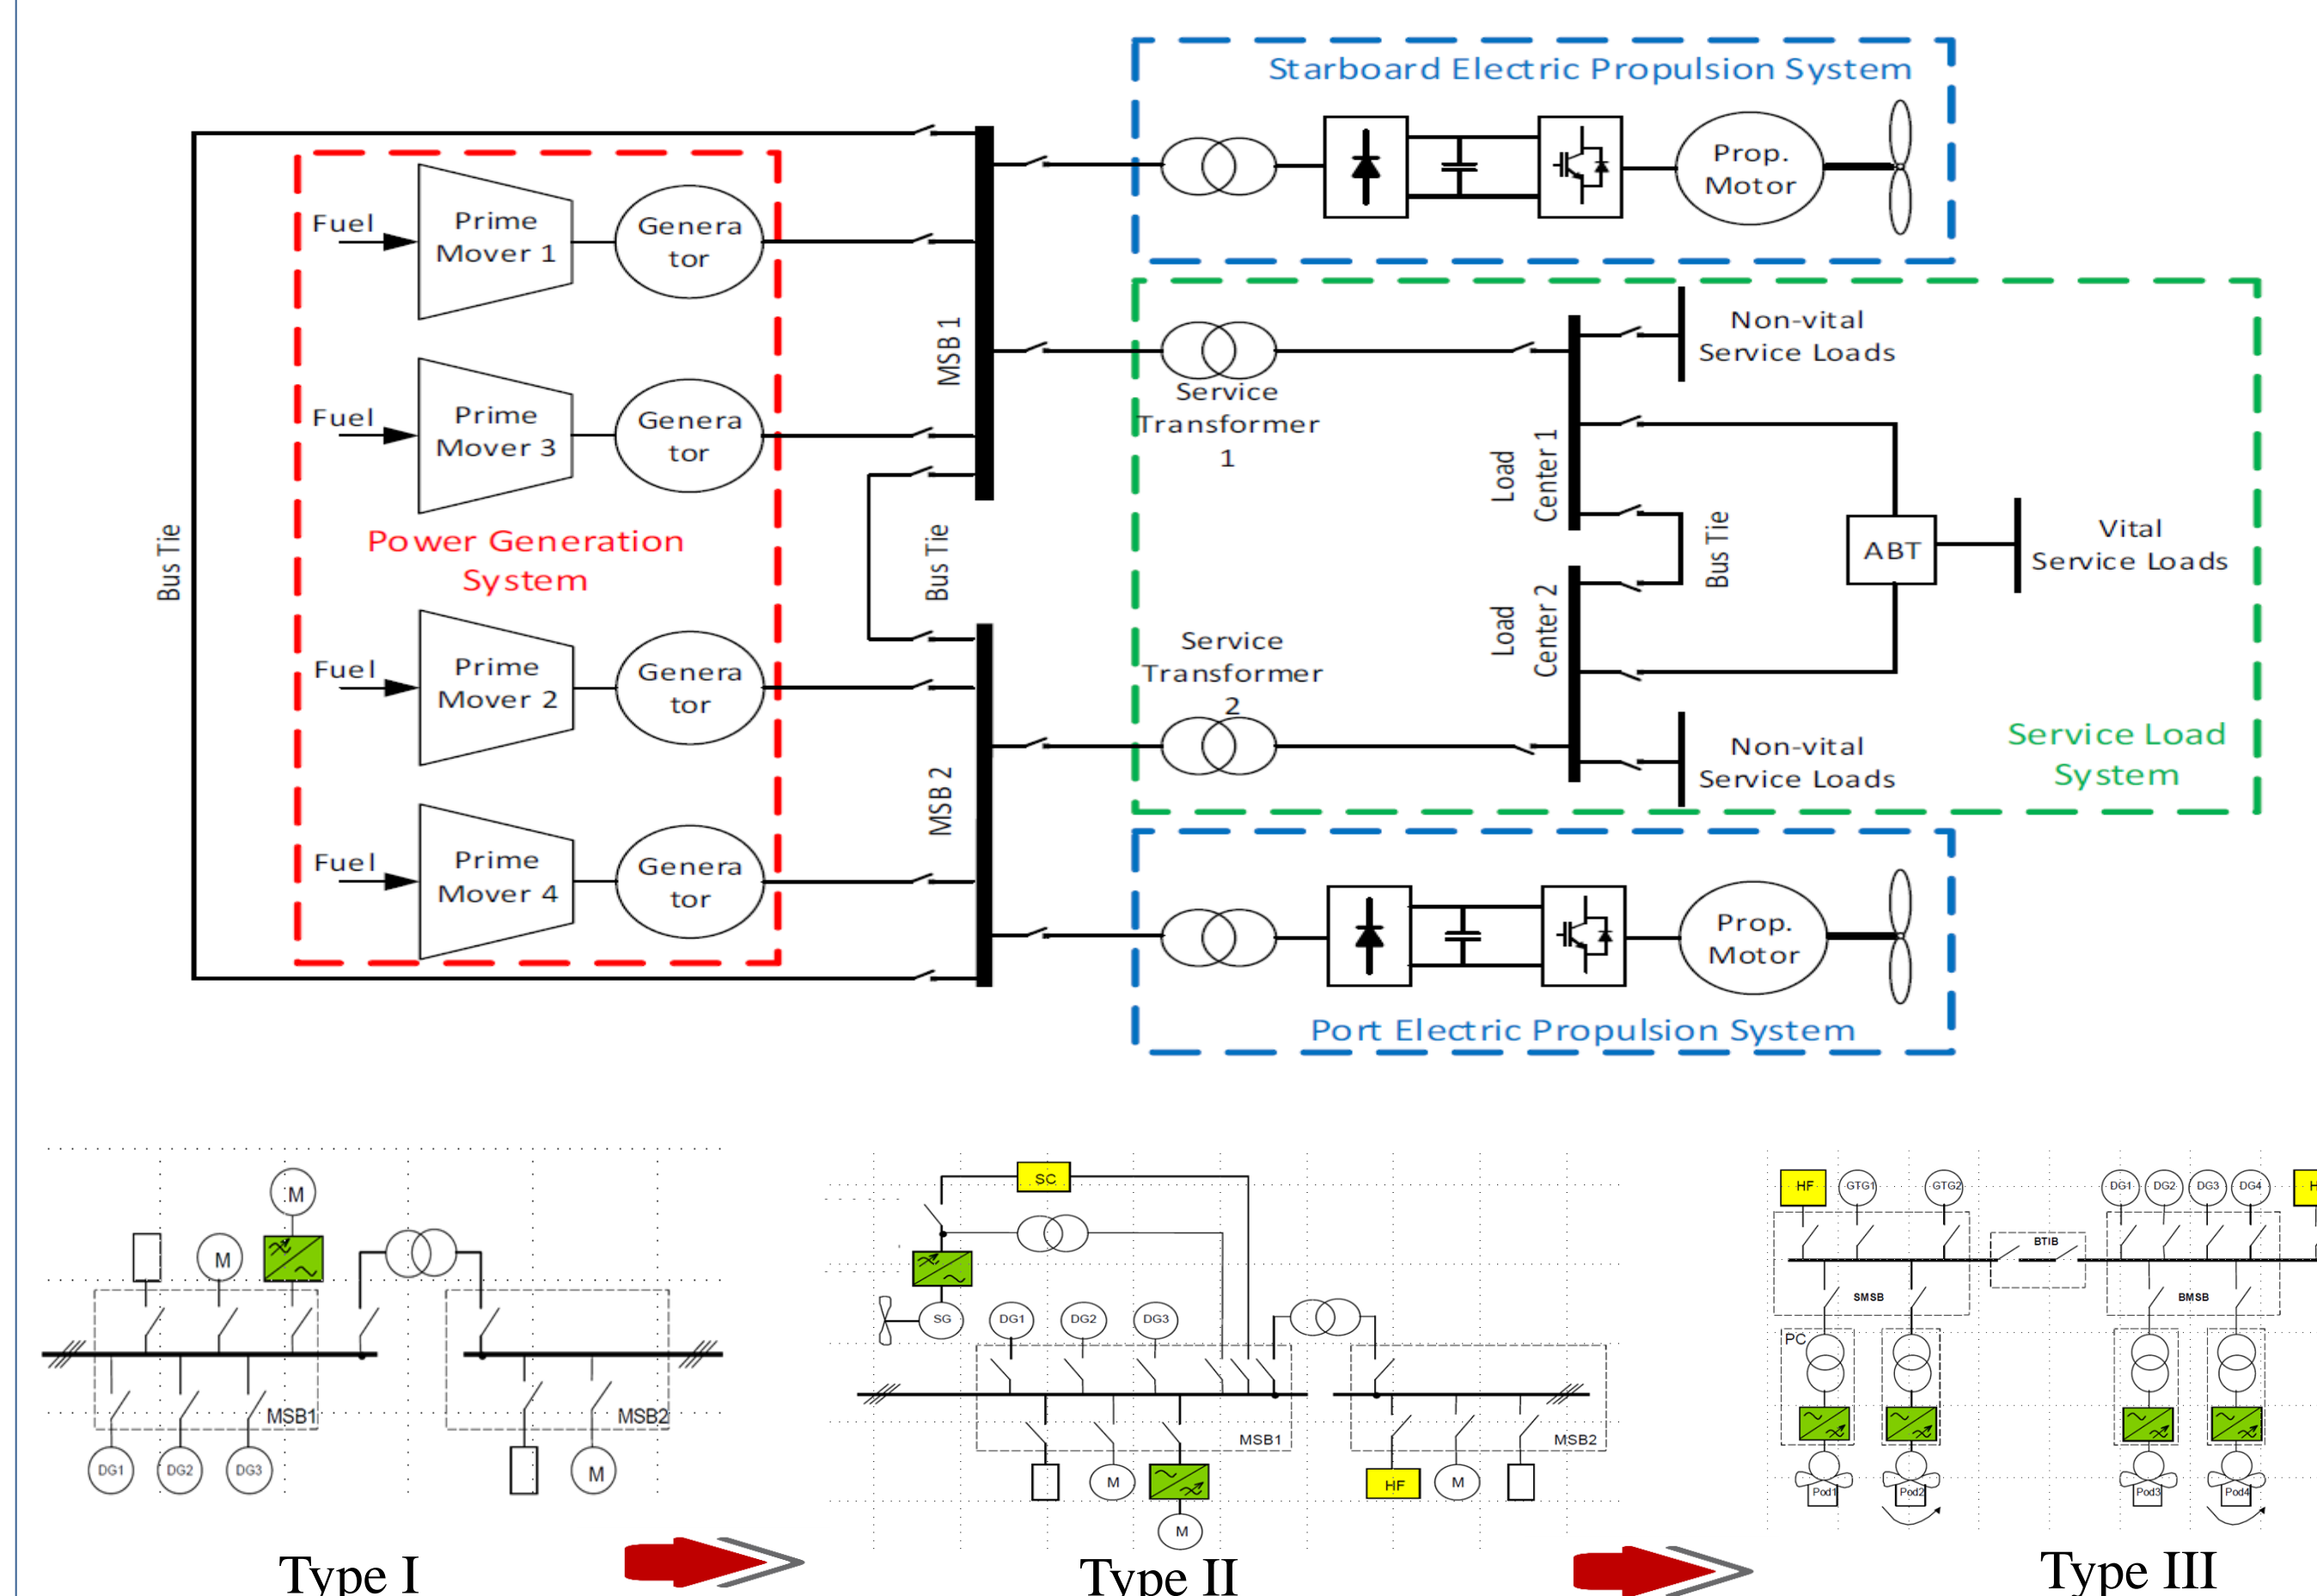 Starboard Electric Propulsion System
Prop.
Motor
Fuel
Prime
Mover 1
Genera
tor
MSB 1
Non-vital
Service Loads
Service
Transformer
1
Fuel
Prime
Mover 3
Genera
tor
Load
Center 1
Bus Tie
Power Generation
System
Bus Tie
Bus Tie
ABT
Vital
Service Loads
Load
Center 2
Service
Transformer
2
Fuel
Prime
Mover 2
Genera
tor
MSB 2
Non-vital
Service Loads
Service Load
System
Fuel
Prime
Mover 4
Genera
tor
Prop.
Motor
Port Electric Propulsion System
M
M
MSB1
MSB2
DG1
DG2
DG3
M
Type I
SC
SG
DG1
DG2
DG3
MSB1
MSB2
M
HF
M
M
Type II
HF
GTG1
GTG2
DG1
DG2
DG3
DG4
H
BTIB
SMSB
BMSB
PC
Pod1
Pod2
Pod3
Pod4
Type III